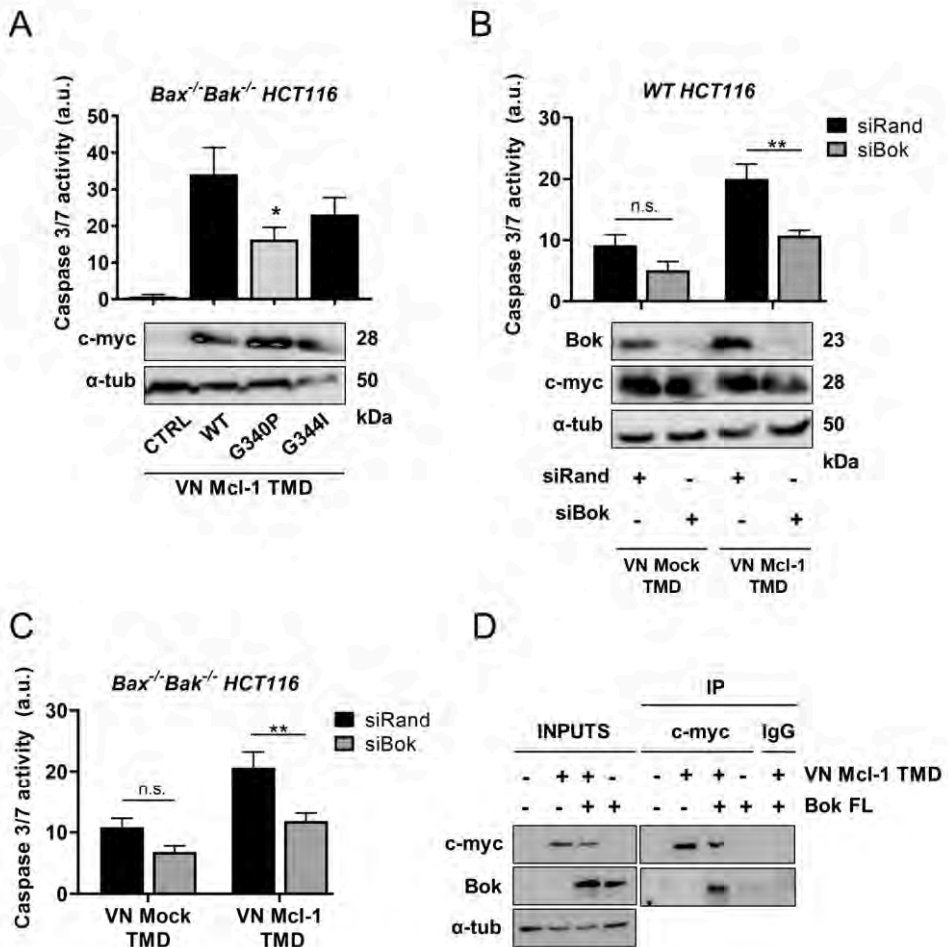 A
Bax-/-Bak-/- HCT116
Caspase 3/7 activity (a.u.)
50
40
30
20
10
0
*
c-myc 28
α-tub 50
kDa
CTRL WT G340P G344I
VN Mcl-1 TMD
B
WT HCT116
Caspase 3/7 activity (a.u.)
30
20
10
0
n.s.
**
siRand
siBok
Bok 23
c-myc 28
α-tub 50
kDa
siRand + - + -
siBok - + - +
VN Mock TMD
VN Mcl-1 TMD
C
Bax-/-Bak-/- HCT116
Caspase 3/7 activity (a.u.)
30
20
10
0
n.s.
**
siRand
siBok
VN Mock TMD
VN Mcl-1 TMD
D
IP
INPUTS c-myc IgG
- + + - - + + - + VN Mcl-1 TMD
- - + + - - + + + Bok FL
c-myc
Bok
α-tub